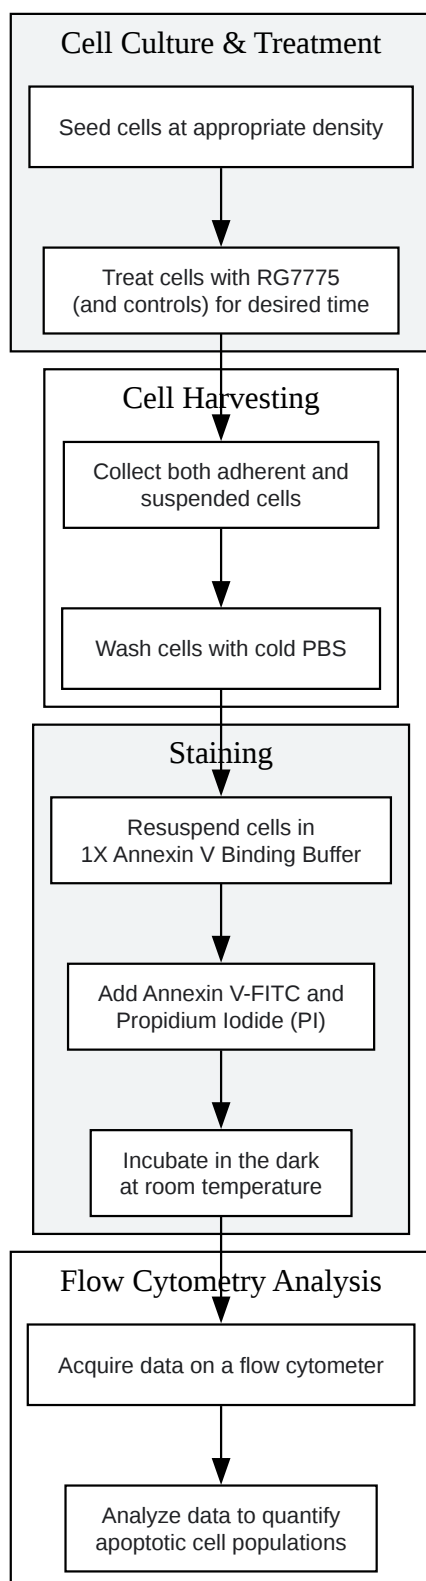 Cell Culture & Treatment
Seed cells at appropriate density
Treat cells with RG7775
(and controls) for desired time
Cell Harvesting
Collect both adherent and
suspended cells
Wash cells with cold PBS
Staining
Resuspend cells in
1X Annexin V Binding Buffer
Add Annexin V-FITC and
Propidium Iodide (PI)
Incubate in the dark
at room temperature
Flow Cytometry Analysis
Acquire data on a flow cytometer
Analyze data to quantify
apoptotic cell populations